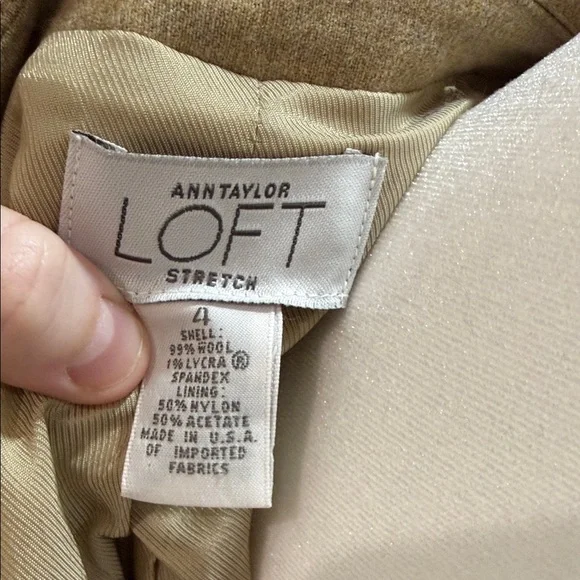 ANNTAYLOR
LOFT
STRETCH
4
SHELL:
99% WOOL
1% LYCRA ®
SPANDEX
LINING:
50% NYLON
50% ACETATE
MADE IN U.S.A.
OF IMPORTED
FABRICS